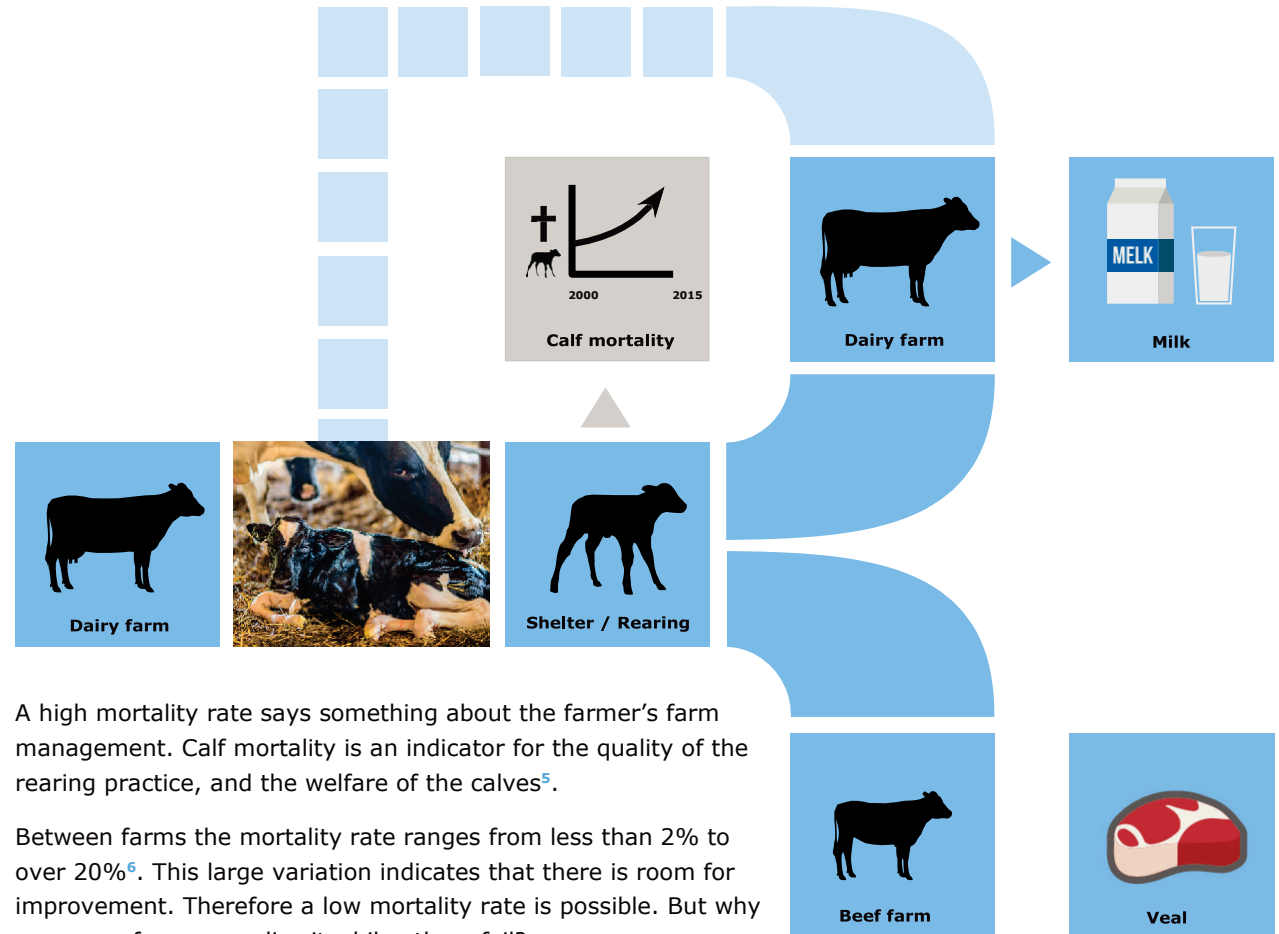 2000 2015
Calf mortality
MELK
Dairy farm
Milk
Dairy farm
Shelter / Rearing
A high mortality rate says something about the farmer's farm
management. Calf mortality is an indicator for the quality of the
rearing practice, and the welfare of the calves⁵.
Between farms the mortality rate ranges from less than 2% to
over 20%⁶. This large variation indicates that there is room for
improvement. Therefore a low mortality rate is possible. But why
Beef farm
Veal